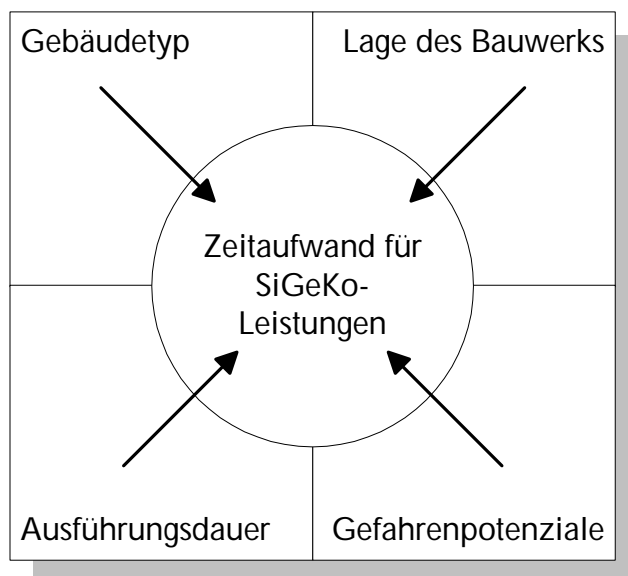 Gebäudetyp
Lage des Bauwerks
Zeitaufwand für
SiGeKo-
Leistungen
Ausführungsdauer
Gefahrenpotenziale